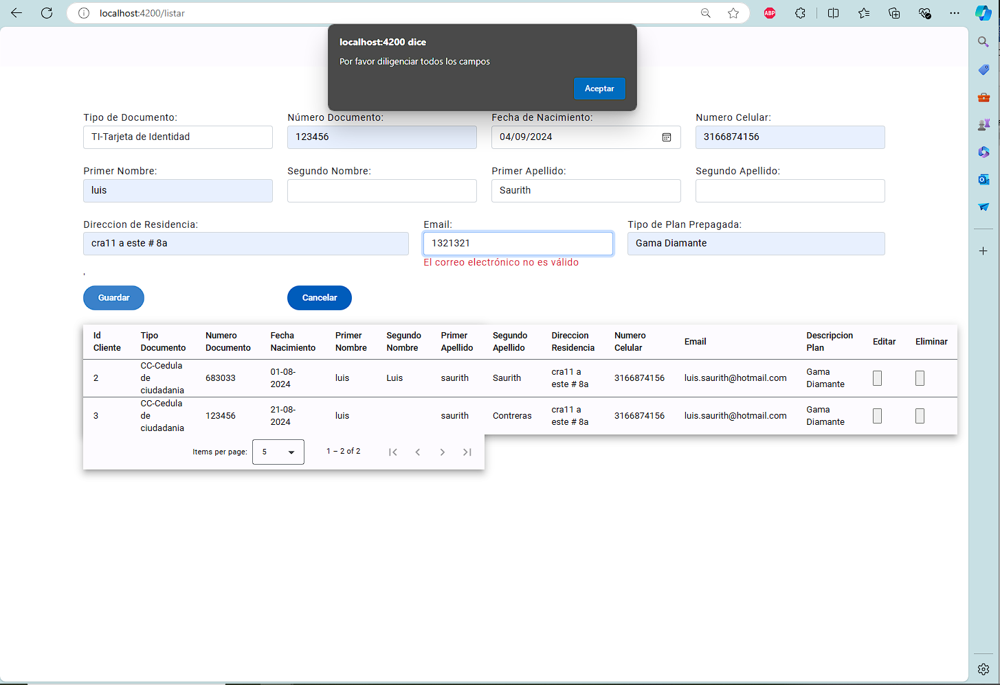 localhost:4200/listar
ABP
localhost:4200 dice
Por favor diligenciar todos los campos
Aceptar
Tipo de Documento:
Número Documento:
Fecha de Nacimiento:
Numero Celular:
TI-Tarjeta de Identidad
123456
04/09/2024
3166874156
Primer Nombre:
Segundo Nombre:
Primer Apellido:
Segundo Apellido:
luis
Saurith
Direccion de Residencia:
Email:
Tipo de Plan Prepagada:
cra11 a este # 8a
1321321
Gama Diamante
El correo electrónico no es válido
'
Guardar
Cancelar
Id Cliente
Tipo Documento
Numero Documento
Fecha Nacimiento
Primer Nombre
Segundo Nombre
Primer Apellido
Segundo Apellido
Direccion Residencia
Numero Celular
Email
Descripcion Plan
Editar
Eliminar
2
CC-Cedula de ciudadania
683033
01-08-2024
luis
Luis
saurith
Saurith
cra11 a este # 8a
3166874156
luis.saurith@hotmail.com
Gama Diamante
3
CC-Cedula de ciudadania
123456
21-08-2024
luis
saurith
Contreras
cra11 a este # 8a
3166874156
luis.saurith@hotmail.com
Gama Diamante
Items per page:
5
1 – 2 of 2